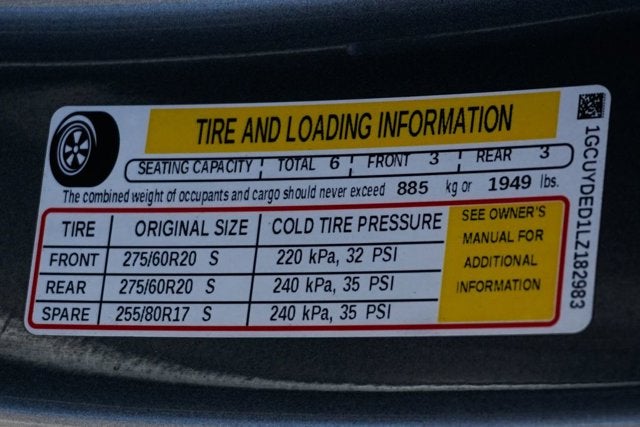 TIRE AND LOADING INFORMATION
SEATING CAPACITY TOTAL 6 FRONT 3 REAR 3
The combined weight of occupants and cargo should never exceed 885 kg or 1949 lbs.
TIRE ORIGINAL SIZE COLD TIRE PRESSURE
FRONT 275/60R20 S 220 kPa, 32 PSI
REAR 275/60R20 S 240 kPa, 35 PSI
SPARE 255/80R17 S 240 kPa, 35 PSI
SEE OWNER'S
MANUAL FOR
ADDITIONAL
INFORMATION
1GCUYDED1LZ182983